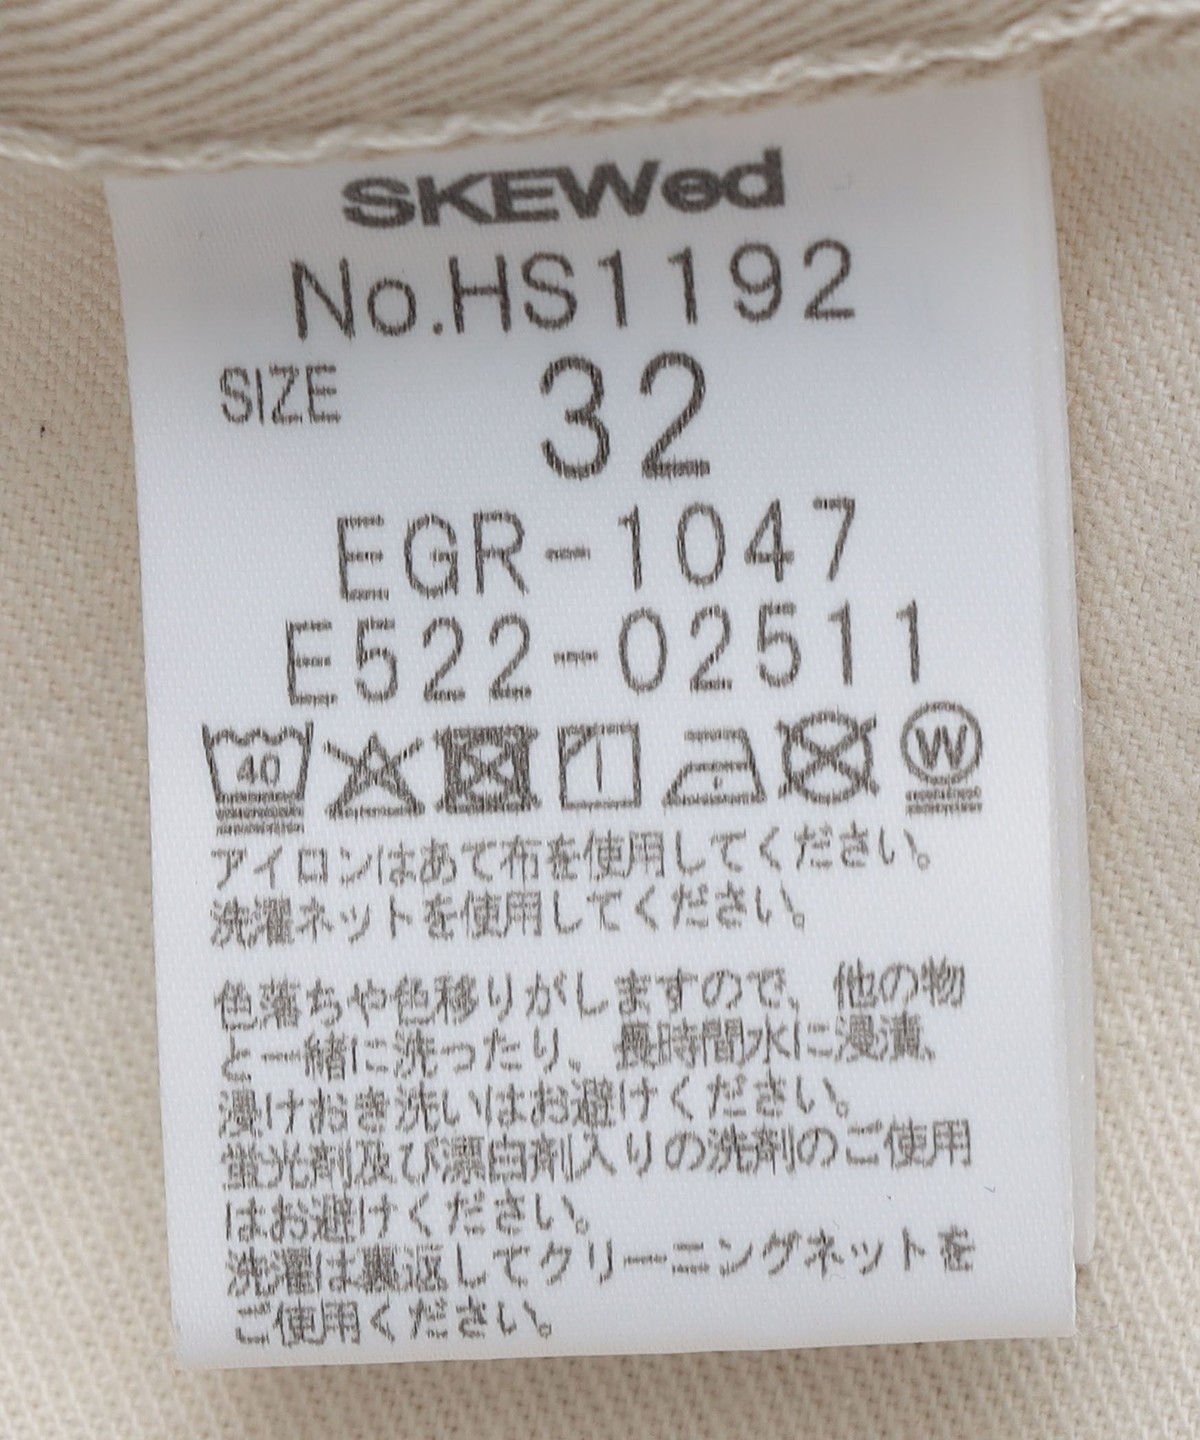 SKEWed
No.HS1192
SIZE 32
EGR-1047
E522-02511
40 W
アイロンはあて布を使用してください。
洗濯ネットを使用してください。
色落ちや色移りがしますので、他の物
と一緒に洗ったり、長時間水に浸漬、
浸けおき洗いはお避けください。
蛍光剤及び漂白剤入りの洗剤のご使用
はお避けください。
洗濯は裏返してクリーニングネットを
ご使用ください。